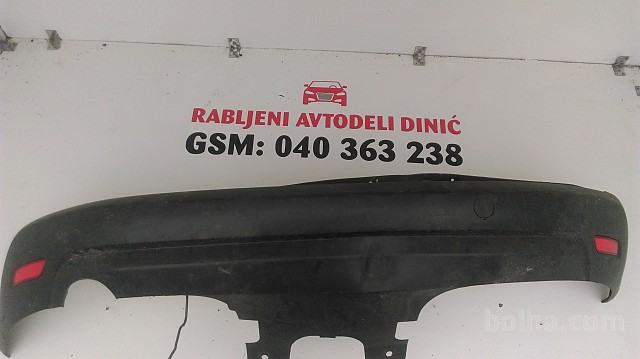 RABLJENI AVTODELI DINIĆ
GSM: 040 363 238
bolha.com